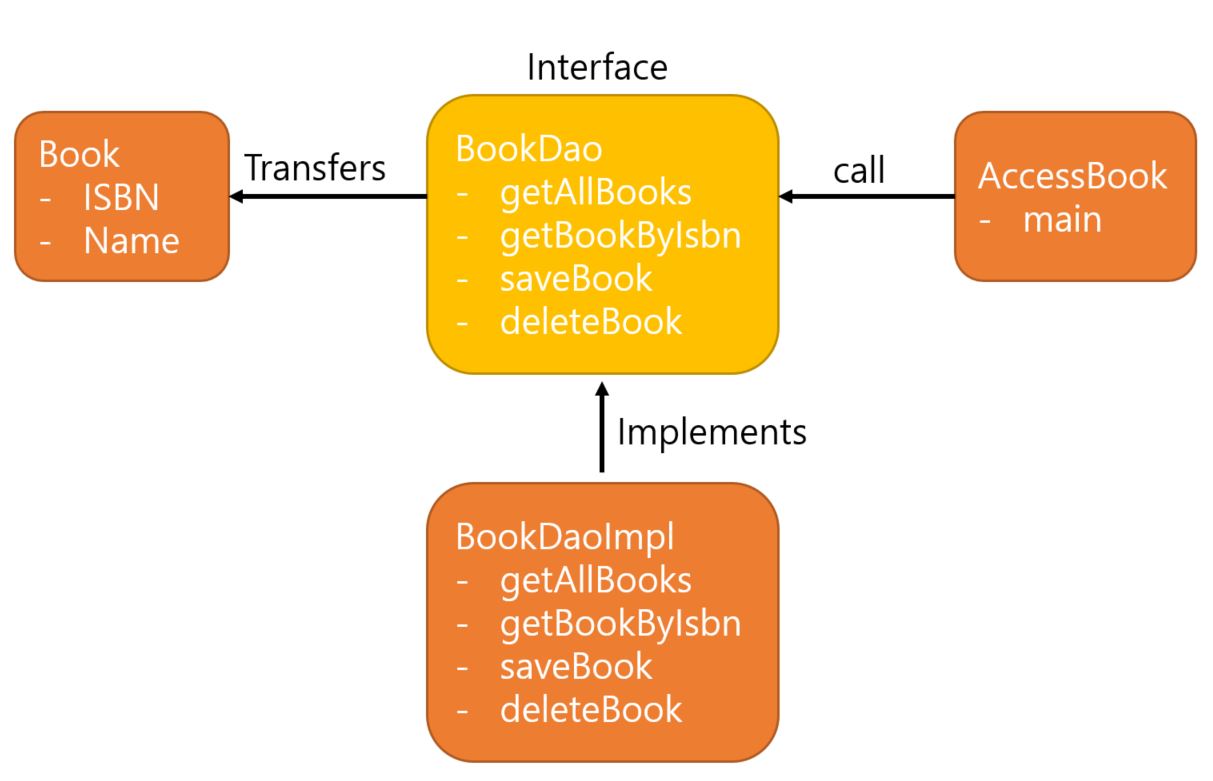 Interface
Book
- ISBN
- Name
Transfers
BookDao
- getAllBooks
- getBookByIsbn
- saveBook
- deleteBook
call
AccessBook
- main
Implements
BookDaoImpl
- getAllBooks
- getBookByIsbn
- saveBook
- deleteBook